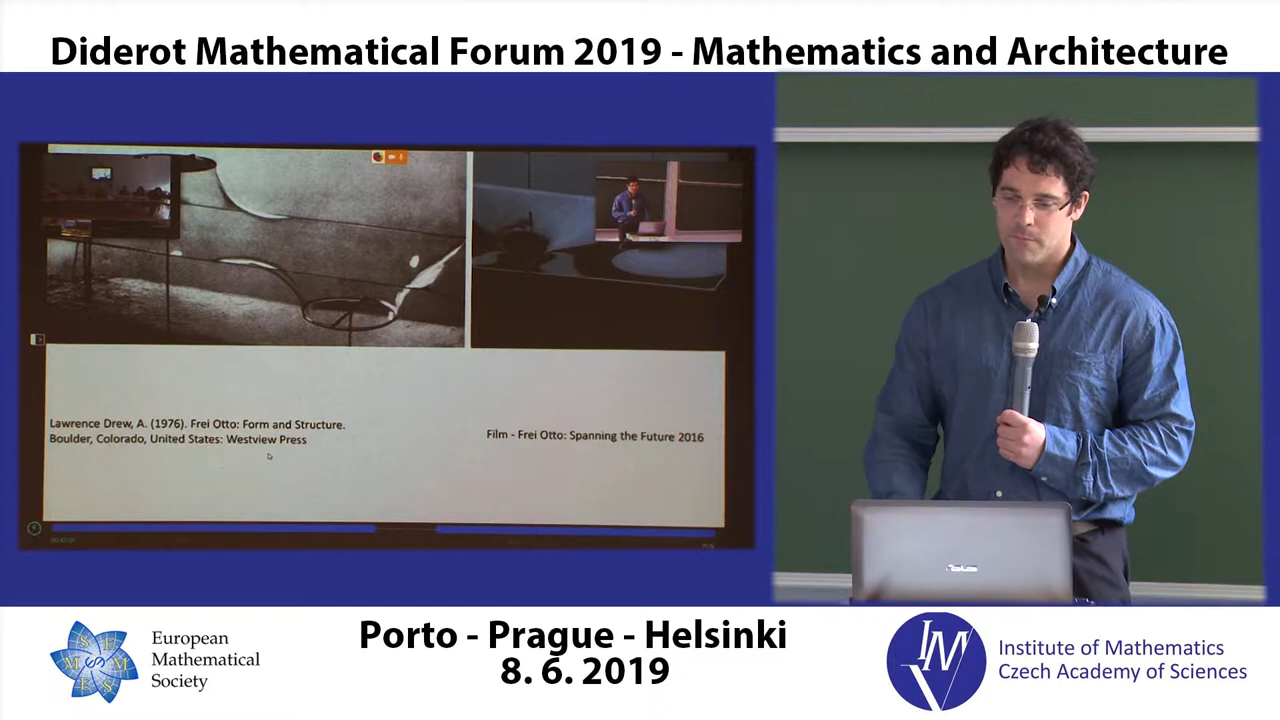 Diderot Mathematical Forum 2019 - Mathematics and Architecture
Lawrence Drew, A. (1976). Frei Otto: Form and Structure.
Boulder, Colorado, United States: Westview Press
Film - Frei Otto: Spanning the Future 2016
ASUS
S E
M M
E S
European
Mathematical
Society
Porto - Prague - Helsinki
8. 6. 2019
IMV
Institute of Mathematics
Czech Academy of Sciences